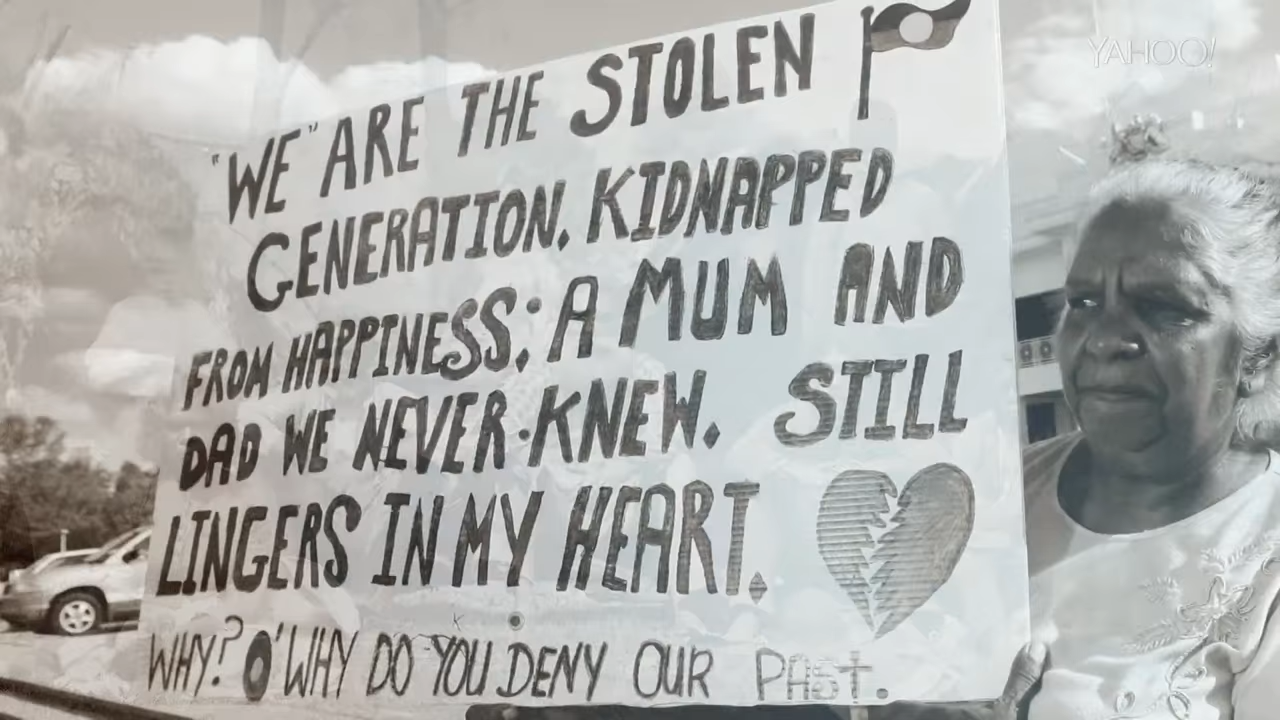 "WE" ARE THE STOLEN
GENERATION. KIDNAPPED
FROM HAPPINESS; A MUM AND
DAD WE NEVER KNEW. STILL
LINGERS IN MY HEART.
WHY? O' WHY DO YOU DENY OUR PAST.
YAHOO!